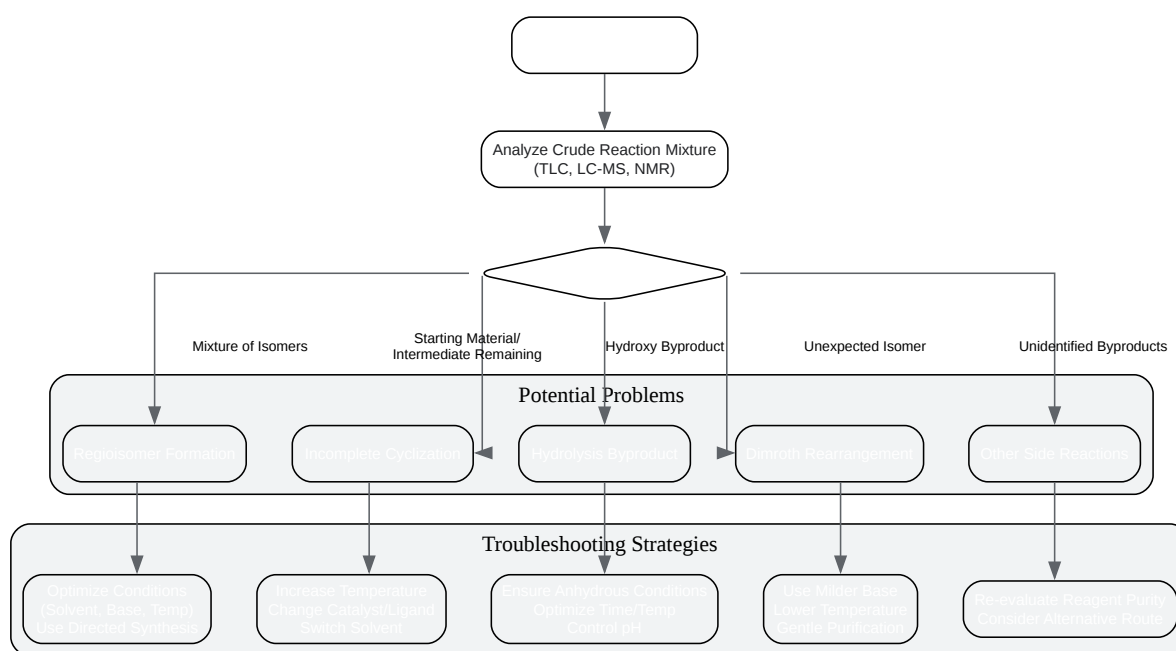 Analyze Crude Reaction Mixture
(TLC, LC-MS, NMR)
Mixture of Isomers
Starting Material/
Intermediate Remaining
Hydroxy Byproduct
Unexpected Isomer
Unidentified Byproducts
Potential Problems
Regioisomer Formation
Incomplete Cyclization
Hydrolysis Byproduct
Dimroth Rearrangement
Other Side Reactions
Troubleshooting Strategies
Optimize Conditions
(Solvent, Base, Temp)
Use Directed Synthesis
Increase Temperature
Change Catalyst/Ligand
Switch Solvent
Ensure Anhydrous Conditions
Optimize Time/Temp
Control pH
Use Milder Base
Lower Temperature
Gentle Purification
Re-evaluate Reagent Purity
Consider Alternative Route